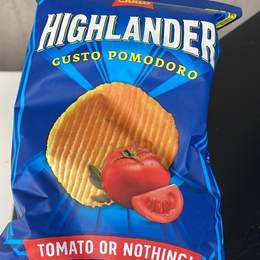 HIGHLANDER
GUSTO POMODORO
TOMATO OR NOTHING!